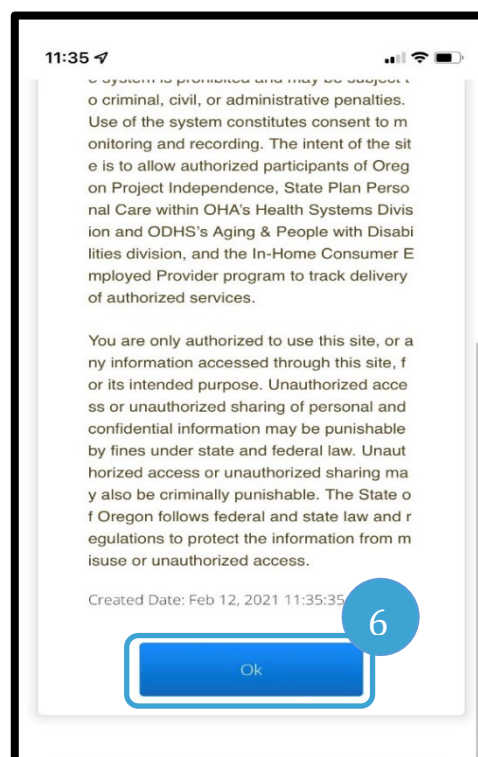 11:35
e system is prohibited and may be subject t
o criminal, civil, or administrative penalties.
Use of the system constitutes consent to m
onitoring and recording. The intent of the sit
e is to allow authorized participants of Oreg
on Project Independence, State Plan Perso
nal Care within OHA's Health Systems Divis
ion and ODHS's Aging & People with Disabi
lities division, and the In-Home Consumer E
mployed Provider program to track delivery
of authorized services.
You are only authorized to use this site, or a
ny information accessed through this site, f
or its intended purpose. Unauthorized acce
ss or unauthorized sharing of personal and
confidential information may be punishable
by fines under state and federal law. Unaut
horized access or unauthorized sharing ma
y also be criminally punishable. The State o
f Oregon follows federal and state law and r
egulations to protect the information from m
isuse or unauthorized access.
Created Date: Feb 12, 2021 11:35:35
6
Ok